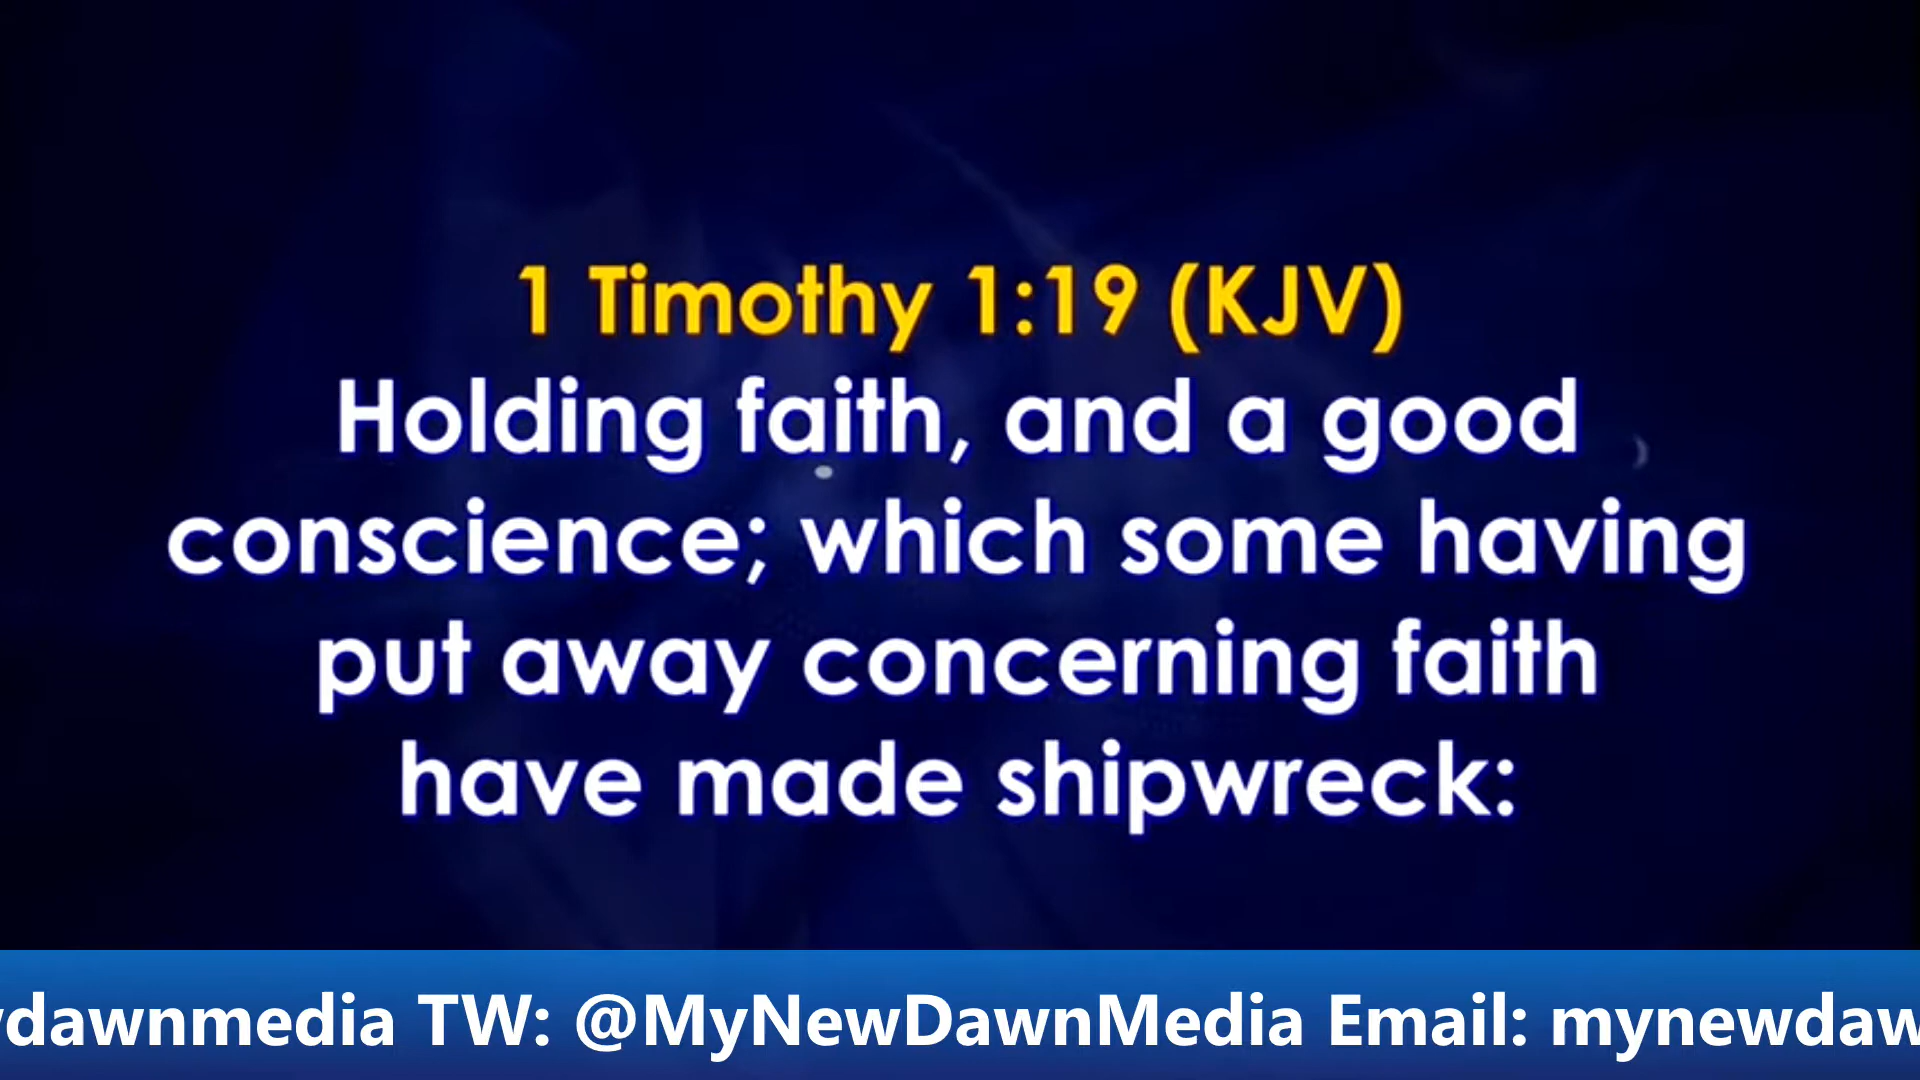 1 Timothy 1:19 (KJV)
Holding faith, and a good
conscience; which some having
put away concerning faith
have made shipwreck:
dawnmedia TW: @MyNewDawnMedia Email: mynewdaw